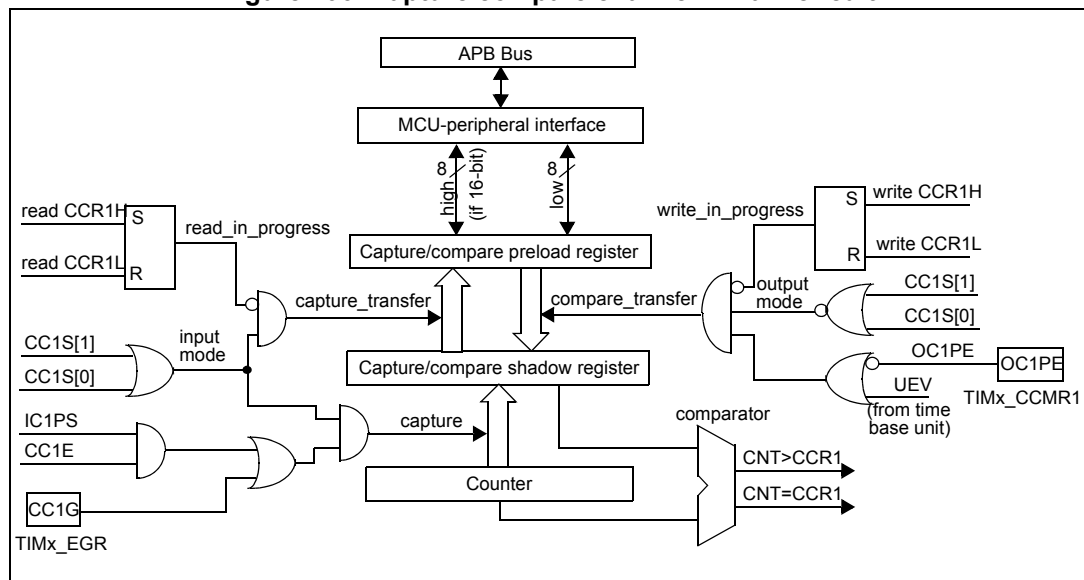 APB Bus
MCU-peripheral interface
8
high
(if 16-bit)
8
low
read CCR1H
S
read_in_progress
read CCR1L
R
write_in_progress
S
write CCR1H
R
write CCR1L
Capture/compare preload register
CC1S[1]
CC1S[0]
input
mode
capture_transfer
compare_transfer
output
mode
CC1S[1]
CC1S[0]
Capture/compare shadow register
OC1PE
OC1PE
UEV
TIMx_CCMR1
(from time
base unit)
IC1PS
CC1E
capture
comparator
CC1G
TIMx_EGR
Counter
CNT>CCR1
CNT=CCR1